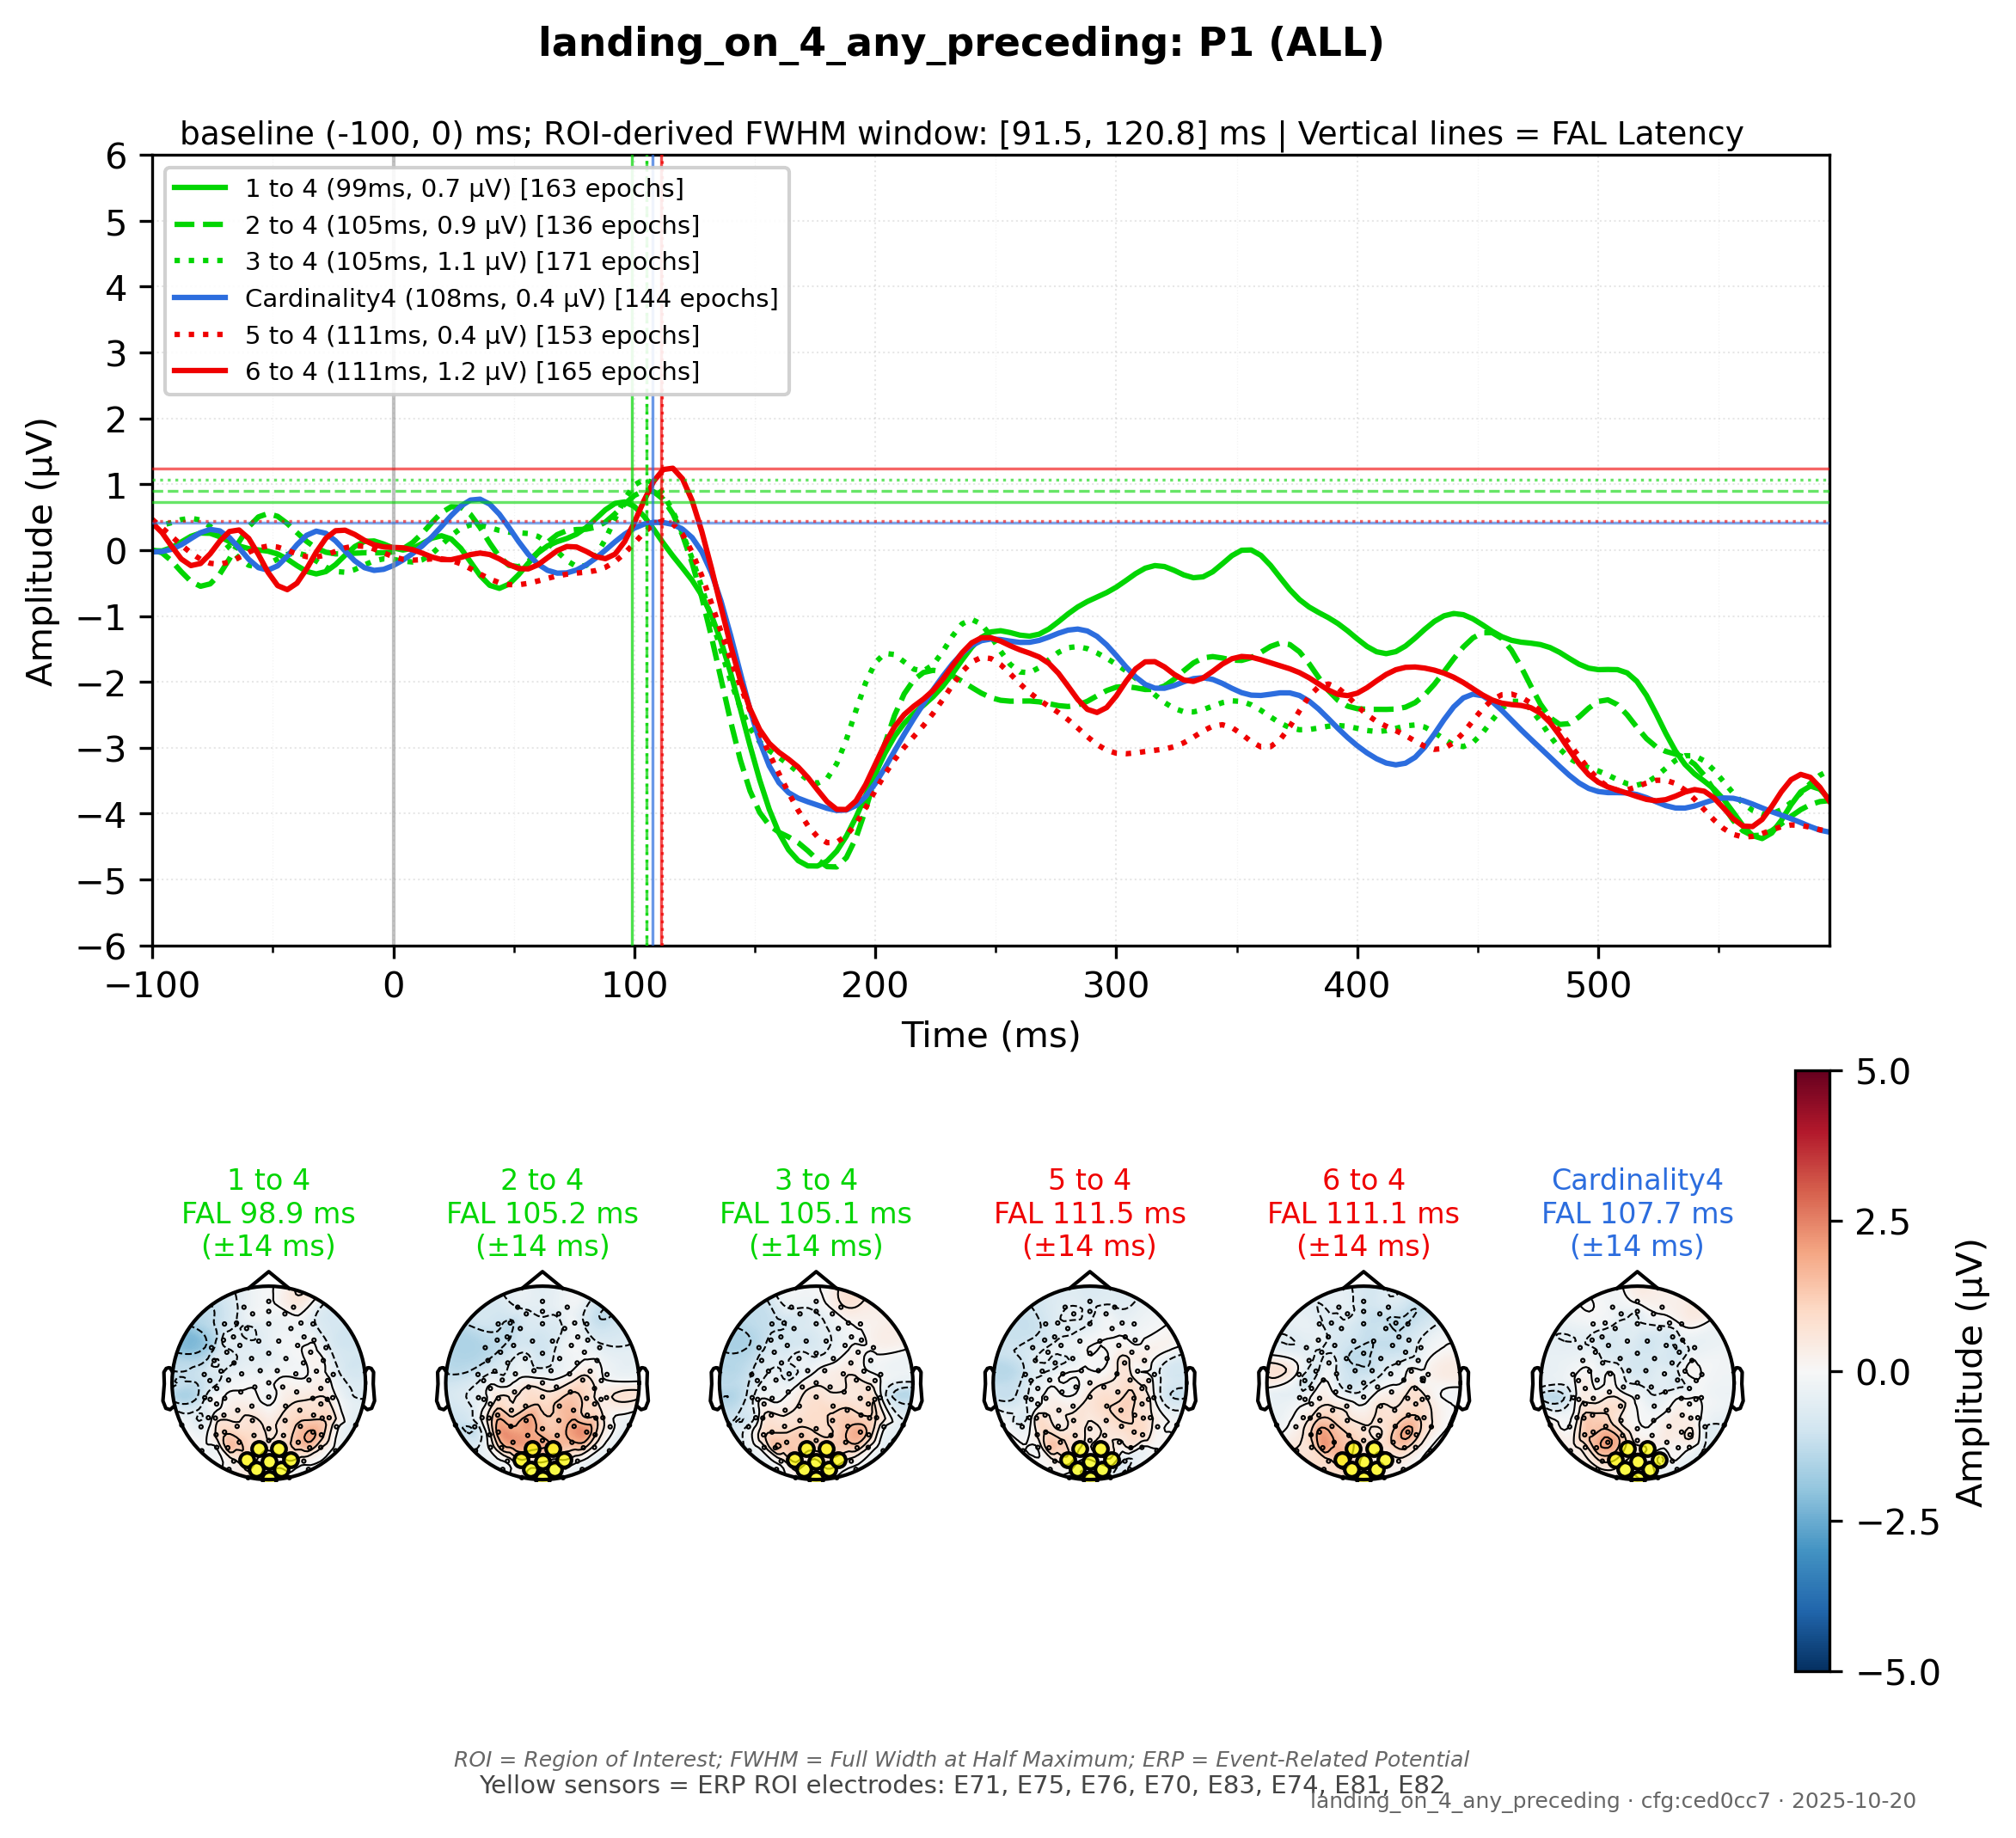 landing_on_4_any_preceding: P1 (ALL)
baseline (-100, 0) ms; ROI-derived FWHM window: [91.5, 120.8] ms | Vertical lines = FAL Latency
1 to 4 (99ms, 0.7 µV) [163 epochs]
2 to 4 (105ms, 0.9 µV) [136 epochs]
3 to 4 (105ms, 1.1 µV) [171 epochs]
Cardinality4 (108ms, 0.4 µV) [144 epochs]
5 to 4 (111ms, 0.4 µV) [153 epochs]
6 to 4 (111ms, 1.2 µV) [165 epochs]
Amplitude (µV)
6
5
4
3
2
1
0
−1
−2
−3
−4
−5
−6
−100 0 100 200 300 400 500
Time (ms)
1 to 4
FAL 98.9 ms
(±14 ms)
2 to 4
FAL 105.2 ms
(±14 ms)
3 to 4
FAL 105.1 ms
(±14 ms)
5 to 4
FAL 111.5 ms
(±14 ms)
6 to 4
FAL 111.1 ms
(±14 ms)
Cardinality4
FAL 107.7 ms
(±14 ms)
5.0
2.5
0.0
−2.5
−5.0
Amplitude (µV)
ROI = Region of Interest; FWHM = Full Width at Half Maximum; ERP = Event-Related Potential
Yellow sensors = ERP ROI electrodes: E71, E75, E76, E70, E83, E74, E81, E82
landing_on_4_any_preceding · cfg:ced0cc7 · 2025-10-20